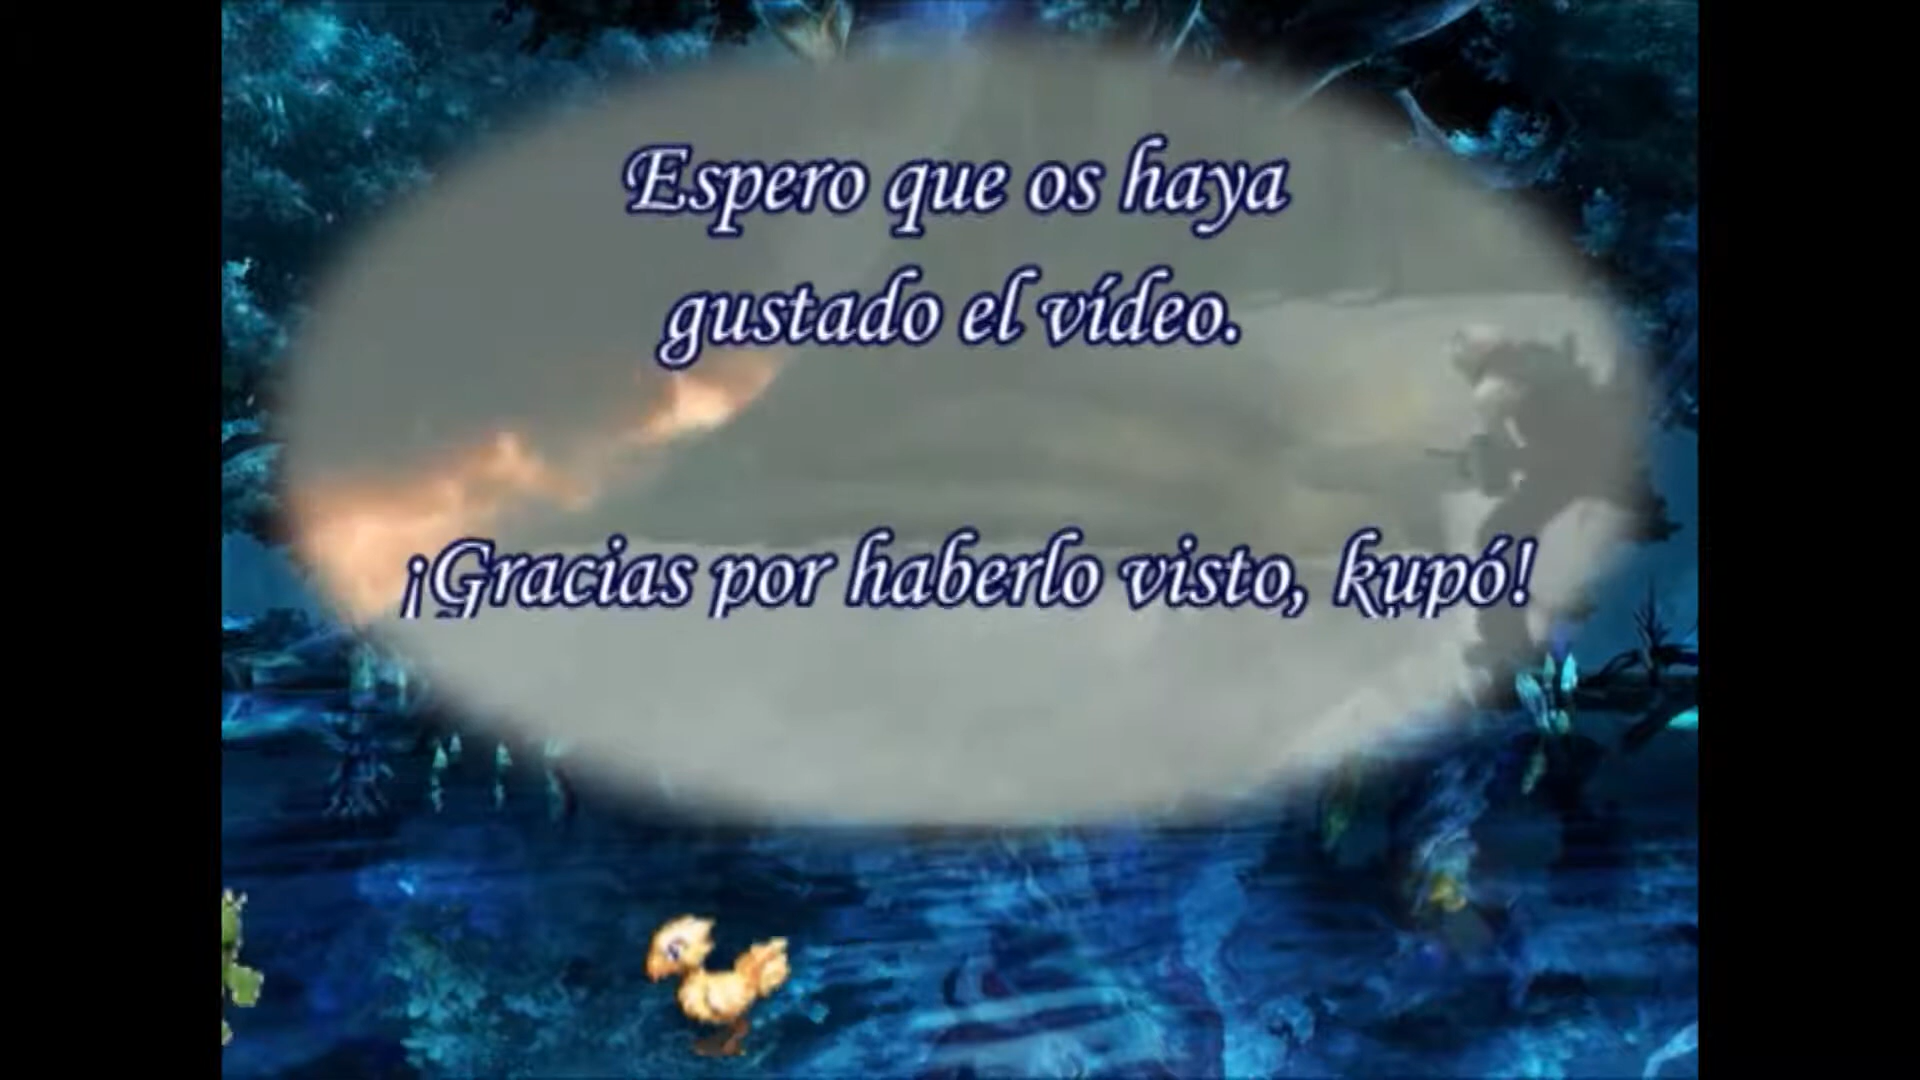 Espero que os haya
gustado el vídeo.
¡Gracias por haberlo visto, kupó!